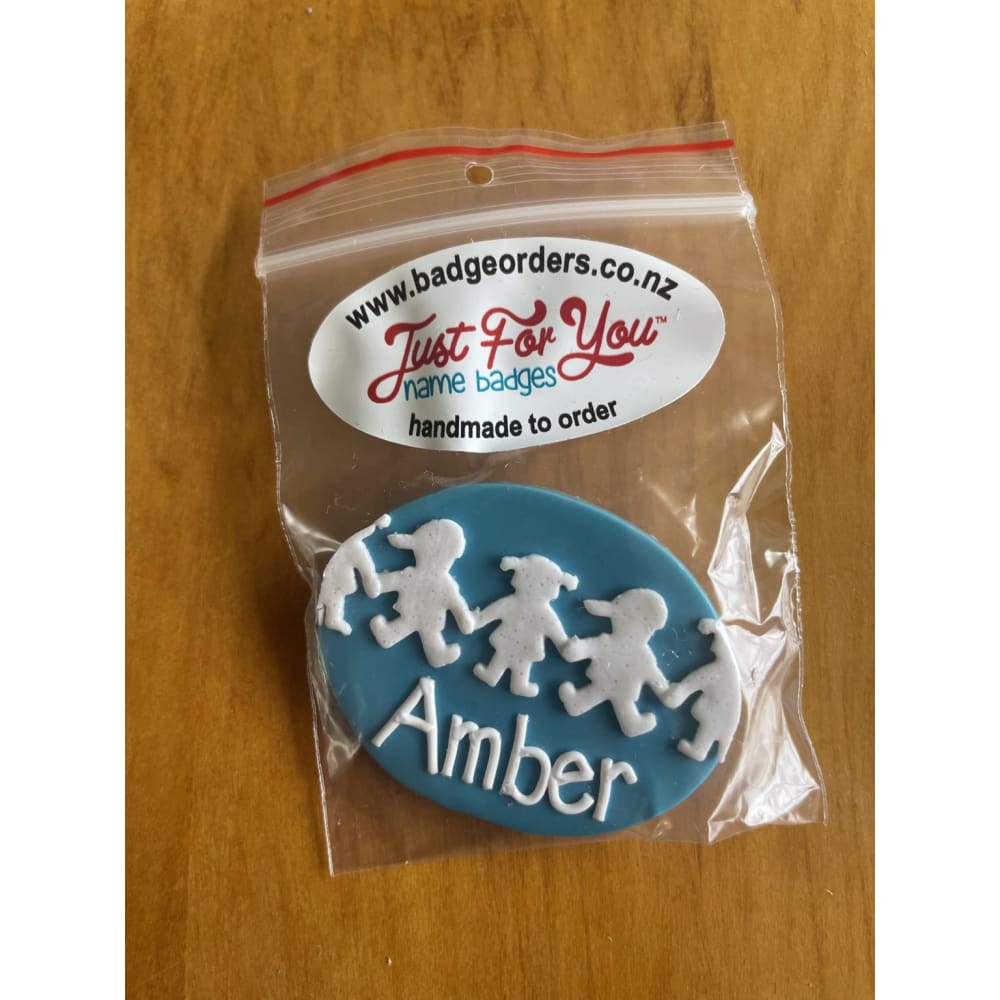 www.badgeorders.co.nz
Just For You™
name badges
handmade to order
Amber